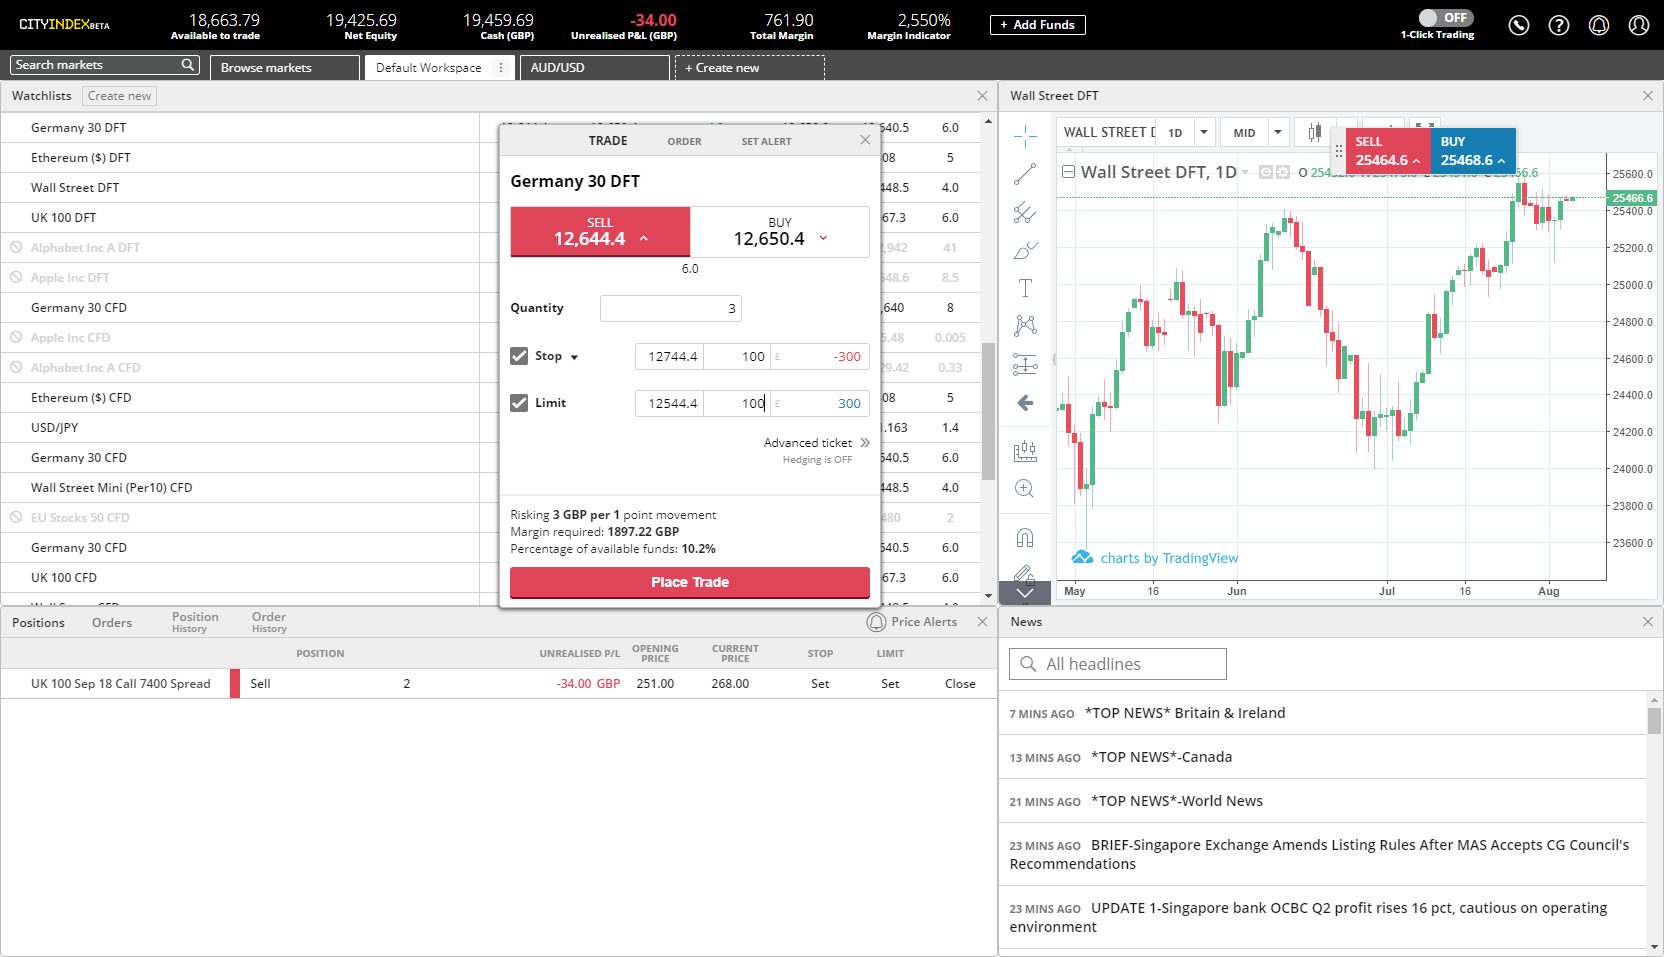 CITYINDEX BETA
18,663.79
Available to trade
19,425.69
Net Equity
19,459.69
Cash (GBP)
-34.00
Unrealised P&L (GBP)
761.90
Total Margin
2,550%
Margin Indicator
+ Add Funds
OFF
1-Click Trading
Search markets
Browse markets
Default Workspace
AUD/USD
+ Create new
Watchlists
Create new
Germany 30 DFT 640.5 6.0
Ethereum ($) DFT 08 5
Wall Street DFT 448.5 4.0
UK 100 DFT 67.3 6.0
Alphabet Inc A DFT 2,942 41
Apple Inc DFT 548.6 8.5
Germany 30 CFD ,640 8
Apple Inc CFD 5.48 0.005
Alphabet Inc A CFD 29.42 0.33
Ethereum ($) CFD 08 5
USD/JPY 1.163 1.4
Germany 30 CFD 640.5 6.0
Wall Street Mini (Per10) CFD 448.5 4.0
EU Stocks 50 CFD 480 2
Germany 30 CFD 640.5 6.0
UK 100 CFD 67.3 6.0
TRADE
ORDER
SET ALERT
Germany 30 DFT
SELL
12,644.4
BUY
12,650.4
6.0
Quantity 3
Stop 12744.4 100 £ -300
Limit 12544.4 100 £ 300
Advanced ticket
Hedging is OFF
Risking 3 GBP per 1 point movement
Margin required: 1897.22 GBP
Percentage of available funds: 10.2%
Place Trade
Wall Street DFT
WALL STREET D
1D
MID
SELL
25464.6
BUY
25468.6
Wall Street DFT, 1D
25600.0
25466.6
25400.0
25200.0
25000.0
24800.0
24600.0
24400.0
24200.0
24000.0
23800.0
23600.0
charts by TradingView
May 16 Jun Jul 16 Aug
Positions
Orders
Position
History
Order
History
Price Alerts
POSITION
UNREALISED P/L
OPENING
PRICE
CURRENT
PRICE
STOP
LIMIT
UK 100 Sep 18 Call 7400 Spread Sell 2 -34.00 GBP 251.00 268.00 Set Set Close
News
All headlines
7 MINS AGO *TOP NEWS* Britain & Ireland
13 MINS AGO *TOP NEWS*-Canada
21 MINS AGO *TOP NEWS*-World News
23 MINS AGO BRIEF-Singapore Exchange Amends Listing Rules After MAS Accepts CG Council's
Recommendations
23 MINS AGO UPDATE 1-Singapore bank OCBC Q2 profit rises 16 pct, cautious on operating
environment